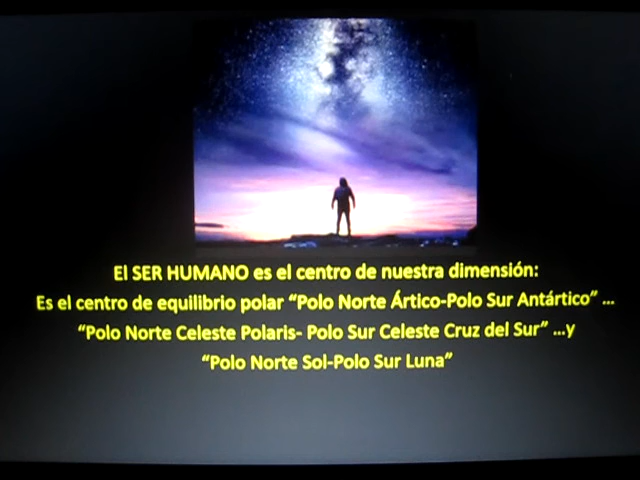 El SER HUMANO es el centro de nuestra dimensión:
Es el centro de equilibrio polar “Polo Norte Ártico-Polo Sur Antártico” ...
“Polo Norte Celeste Polaris- Polo Sur Celeste Cruz del Sur” ...y
“Polo Norte Sol-Polo Sur Luna”